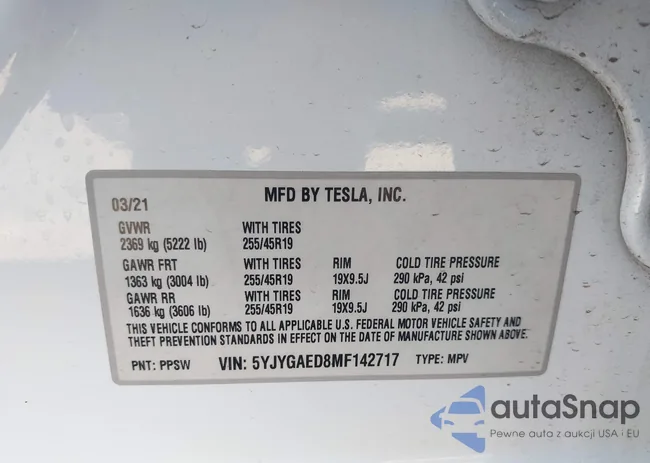 MFD BY TESLA, INC.
03/21
GVWR WITH TIRES
2369 kg (5222 lb) 255/45R19
GAWR FRT WITH TIRES RIM COLD TIRE PRESSURE
1363 kg (3004 lb) 255/45R19 19X9.5J 290 kPa, 42 psi
GAWR RR WITH TIRES RIM COLD TIRE PRESSURE
1636 kg (3606 lb) 255/45R19 19X9.5J 290 kPa, 42 psi
THIS VEHICLE CONFORMS TO ALL APPLICABLE U.S. FEDERAL MOTOR VEHICLE SAFETY AND
THEFT PREVENTION STANDARDS IN EFFECT ON THE DATE OF MANUFACTURE SHOWN ABOVE.
PNT: PPSW VIN: 5YJYGAED8MF142717 TYPE: MPV
autaSnap
Pewne auta z aukcji USA i EU